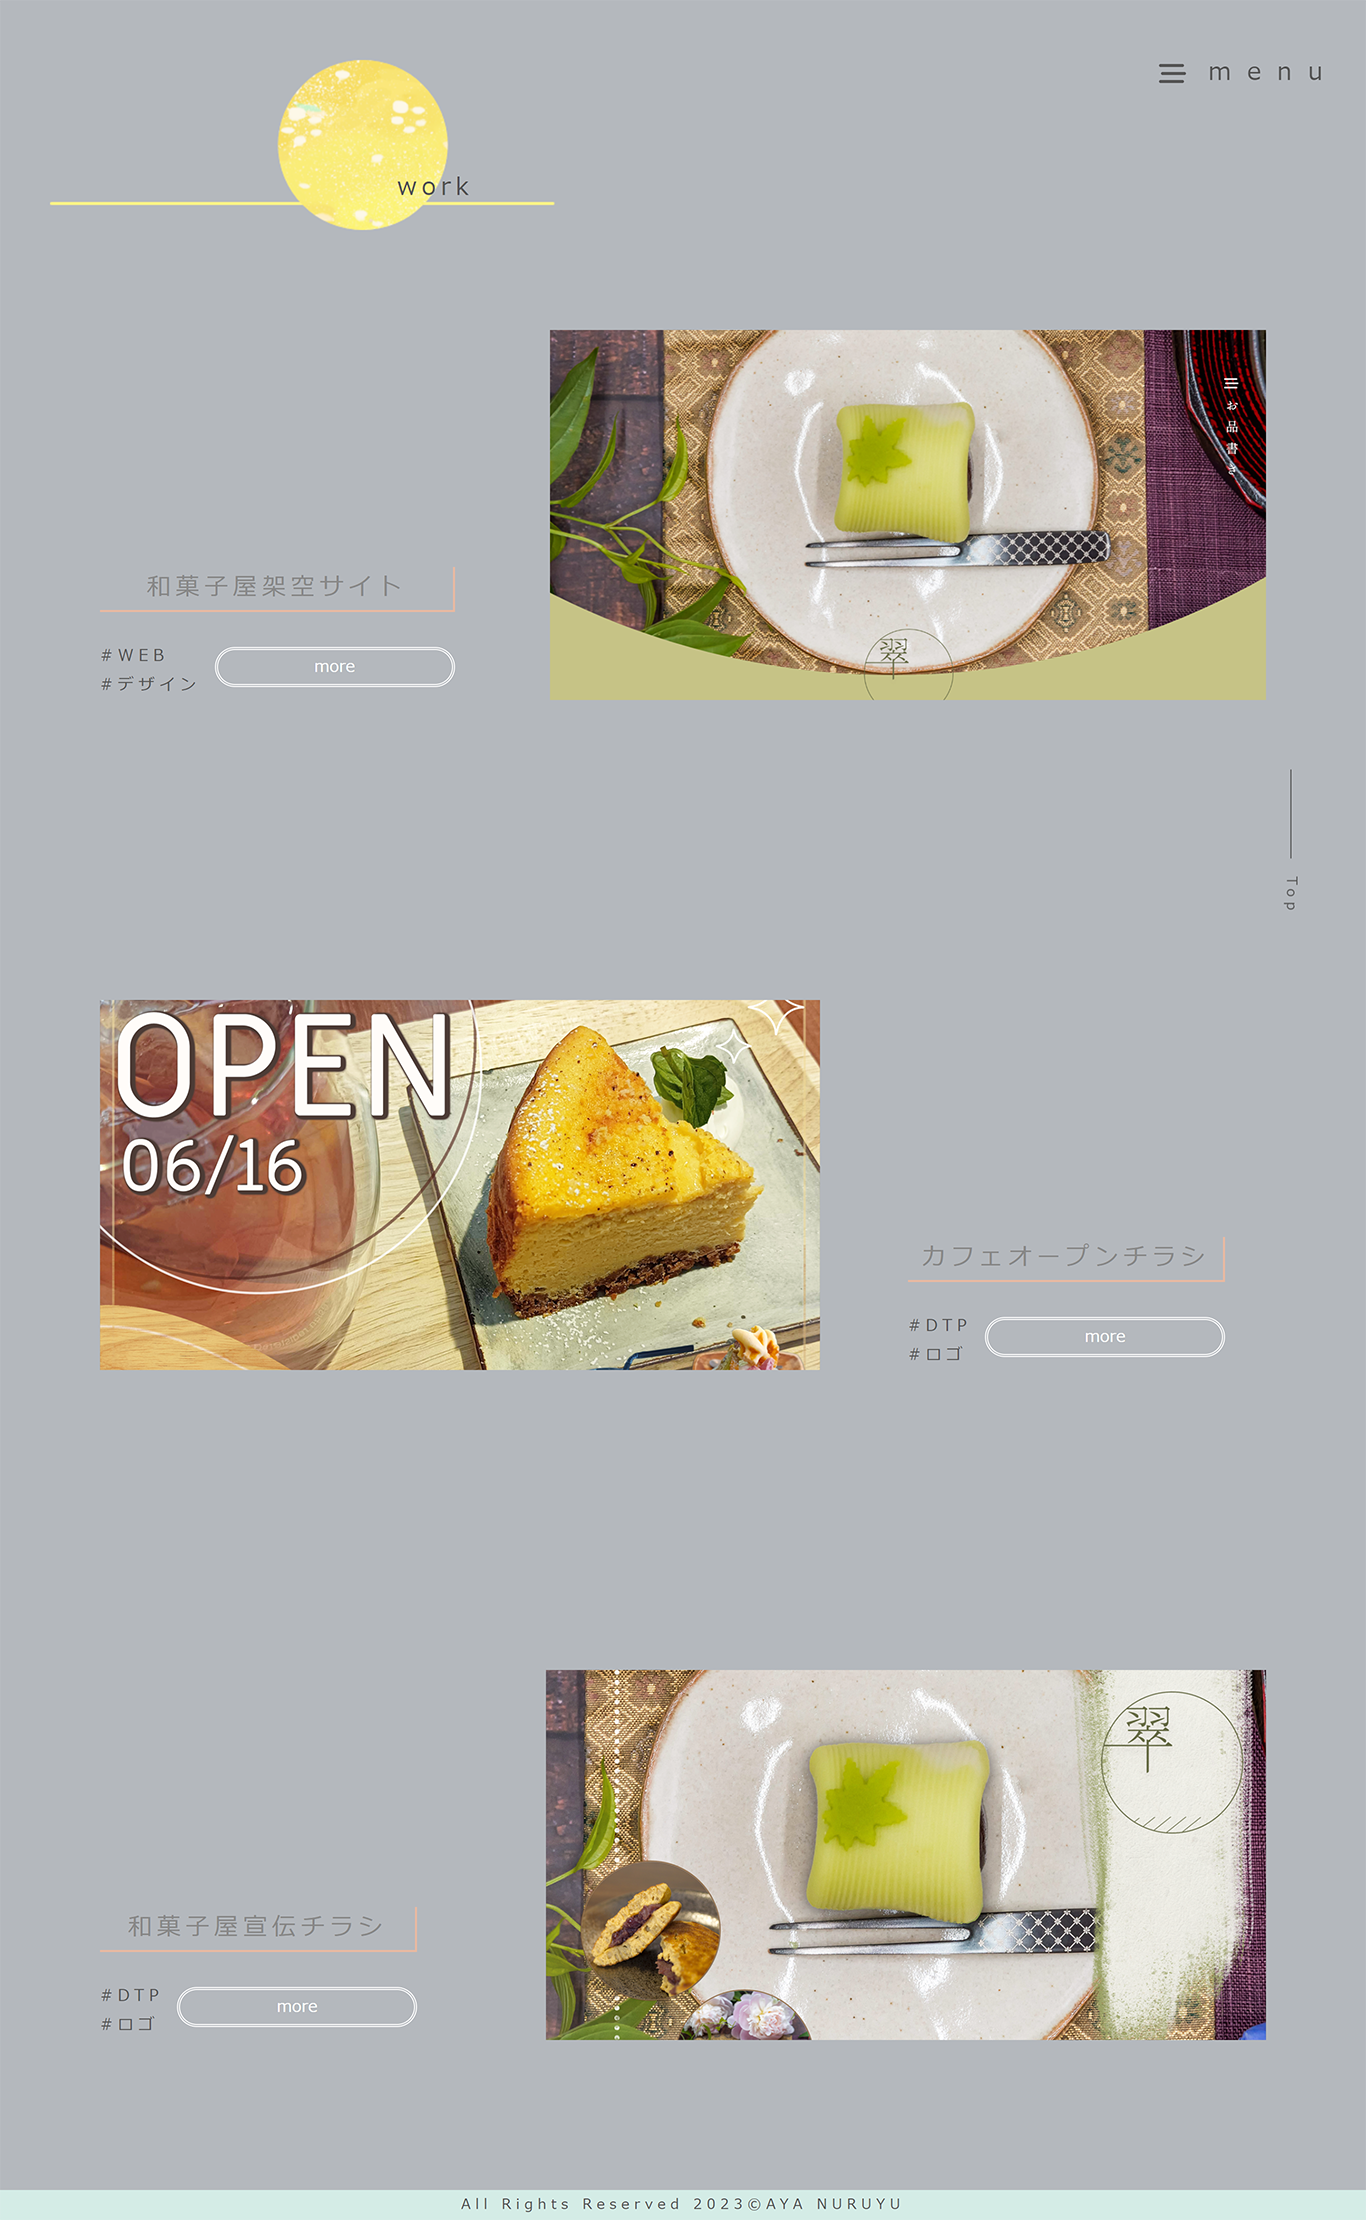 menu
work
お品書き
翠
和菓子屋架空サイト
#WEB
#デザイン
more
Top
OPEN
06/16
カフェオープンチラシ
#DTP
#ロゴ
more
翠
和菓子屋宣伝チラシ
#DTP
#ロゴ
more
All Rights Reserved 2023©AYA NURUYU